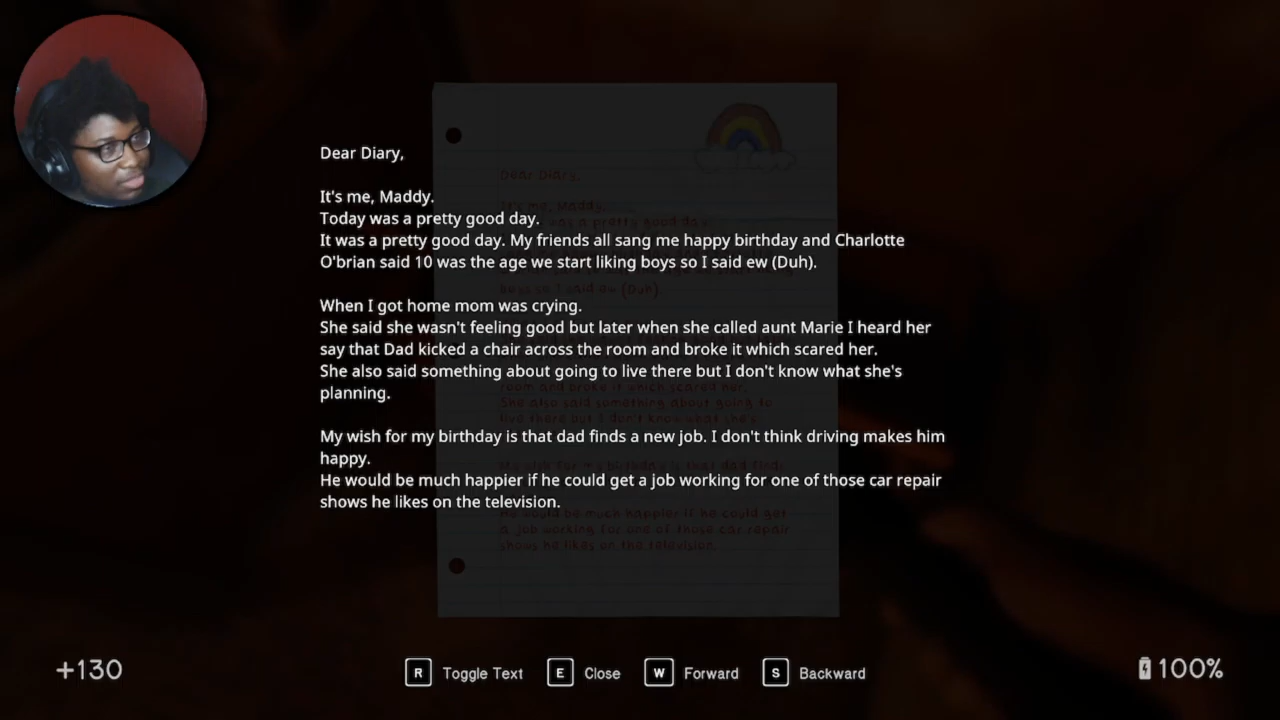 Dear Diary,
It's me, Maddy.
Today was a pretty good day.
It was a pretty good day. My friends all sang me happy birthday and Charlotte
O'brian said 10 was the age we start liking boys so I said ew (Duh).
When I got home mom was crying.
She said she wasn't feeling good but later when she called aunt Marie I heard her
say that Dad kicked a chair across the room and broke it which scared her.
She also said something about going to live there but I don't know what she's
planning.
My wish for my birthday is that dad finds a new job. I don't think driving makes him
happy.
He would be much happier if he could get a job working for one of those car repair
shows he likes on the television.
+130
R Toggle Text E Close W Forward S Backward
100%